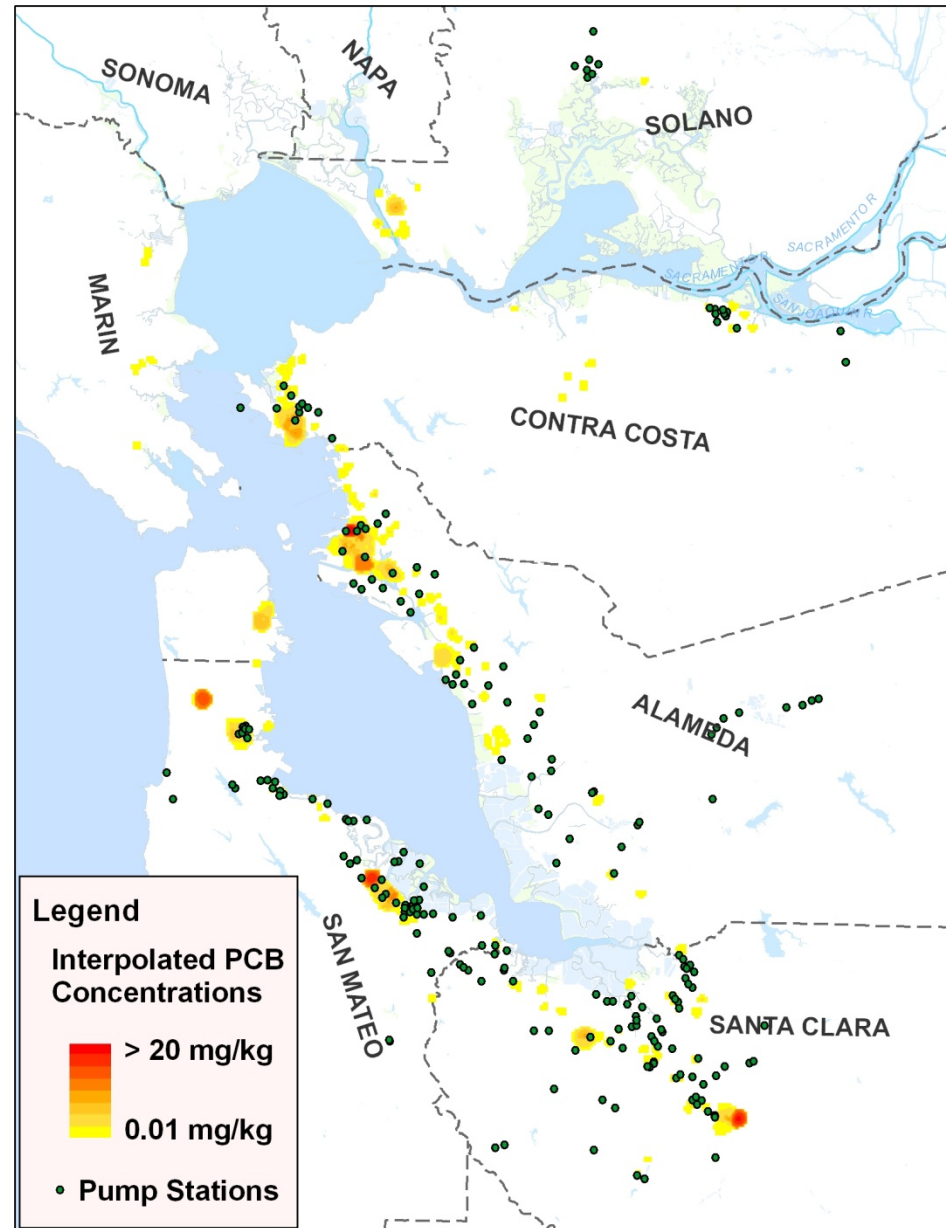 NAPA
SONOMA
SOLANO
SACRAMENTO R
SACRAMENTO R
SAN JOAQUIN R
MARIN
CONTRA COSTA
ALAMEDA
SAN MATEO
SANTA CLARA
Legend
Interpolated PCB
Concentrations
> 20 mg/kg
0.01 mg/kg
Pump Stations